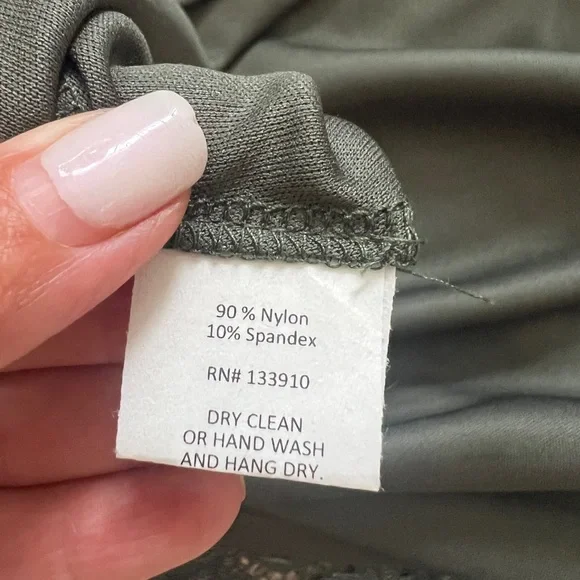 90 % Nylon
10% Spandex
RN# 133910
DRY CLEAN
OR HAND WASH
AND HANG DRY.